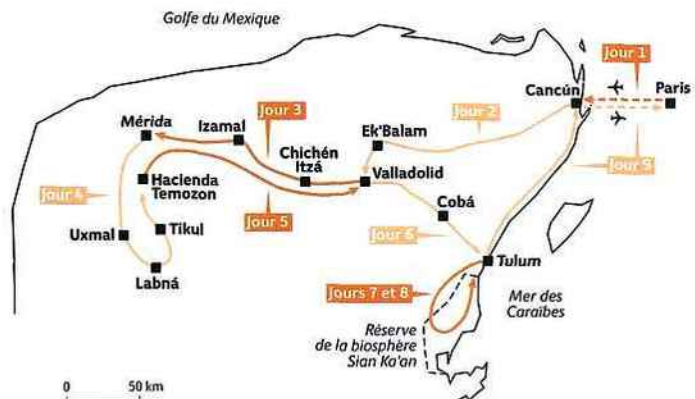 Golfe du Mexique
Jour 1
Cancún
Paris
Jour 2
Jour 3
Mérida
Izamal
Ek'Balam
Jour 9
Chichén
Itzá
Valladolid
Jour 4
Hacienda
Temozon
Cobá
Jour 5
Uxmal
Tikul
Jour 6
Labná
Tulum
Jours 7 et 8
Mer des
Caraïbes
Réserve
de la biosphère
Sian Ka'an
0 50 km